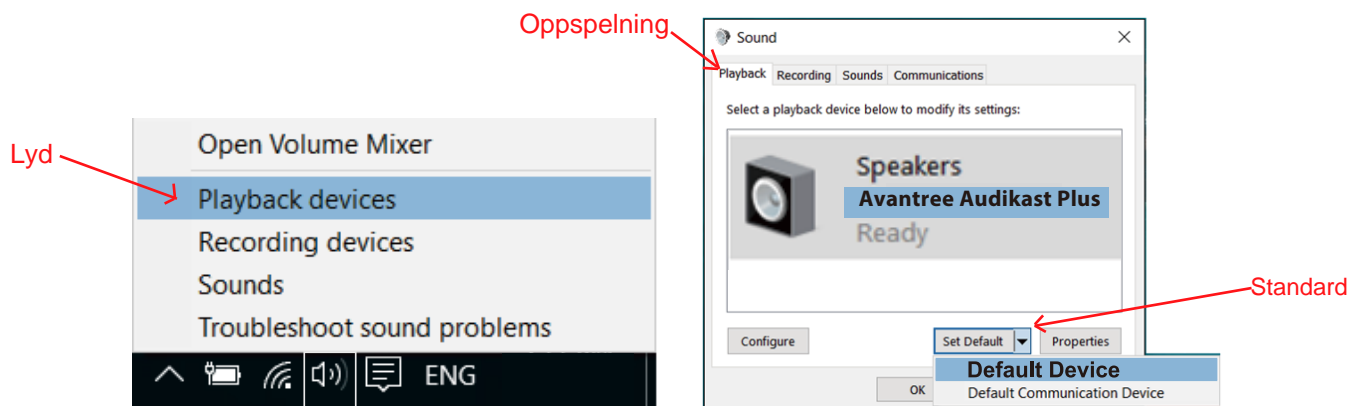 Lyd
Open Volume Mixer
Playback devices
Recording devices
Sounds
Troubleshoot sound problems
ENG
Oppspelning
Sound
Playback Recording Sounds Communications
Select a playback device below to modify its settings:
Speakers
Avantree Audikast Plus
Ready
Standard
Configure Set Default Properties
Default Device
OK Default Communication Device